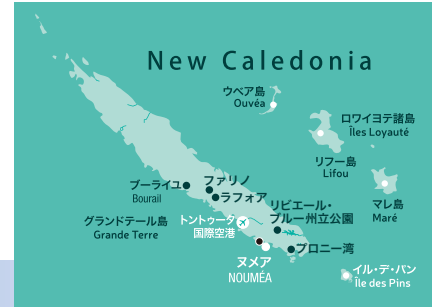 New Caledonia
ウベア島
Ouvéa
ロワイヨテ諸島
Îles Loyauté
リフー島
Lifou
マレ島
Maré
ブーライユ
Bourail
ファリノ
ラフォア
グランドテール島
Grande Terre
トントゥータ
国際空港
リビエール・
ブルー州立公園
ヌメア
NOUMÉA
プロニー湾
イル・デ・パン
Île des Pins